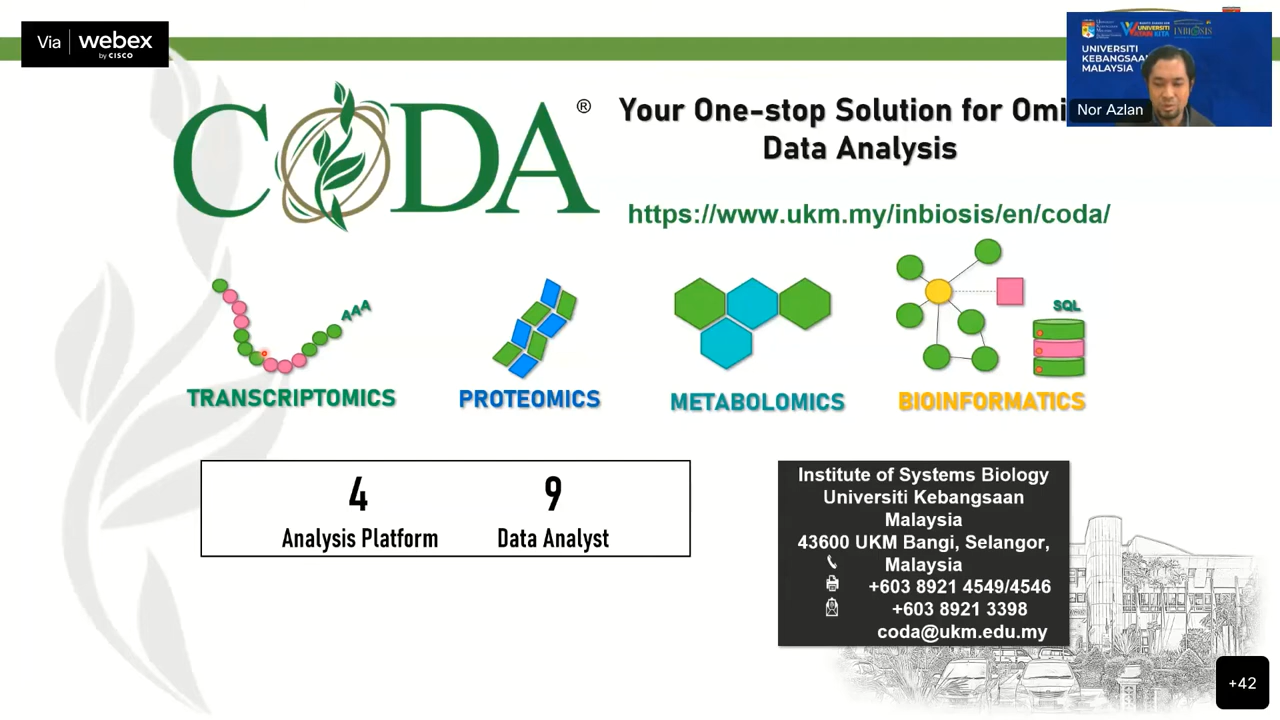 Via webex
by CISCO
CODA ®
Your One-stop Solution for Omi
Data Analysis
https://www.ukm.my/inbiosis/en/coda/
UNIVERSITI
KEBANGSAAN
MALAYSIA
Nor Azlan
AAA
SQL
TRANSCRIPTOMICS
PROTEOMICS
METABOLOMICS
BIOINFORMATICS
4
Analysis Platform
9
Data Analyst
Institute of Systems Biology
Universiti Kebangsaan
Malaysia
43600 UKM Bangi, Selangor,
Malaysia
+603 8921 4549/4546
+603 8921 3398
coda@ukm.edu.my
+42